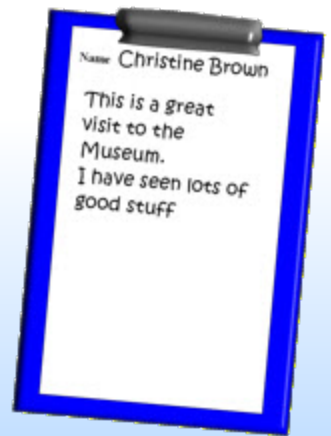 Name Christine Brown
This is a great
visit to the
Museum.
I have seen lots of
good stuff